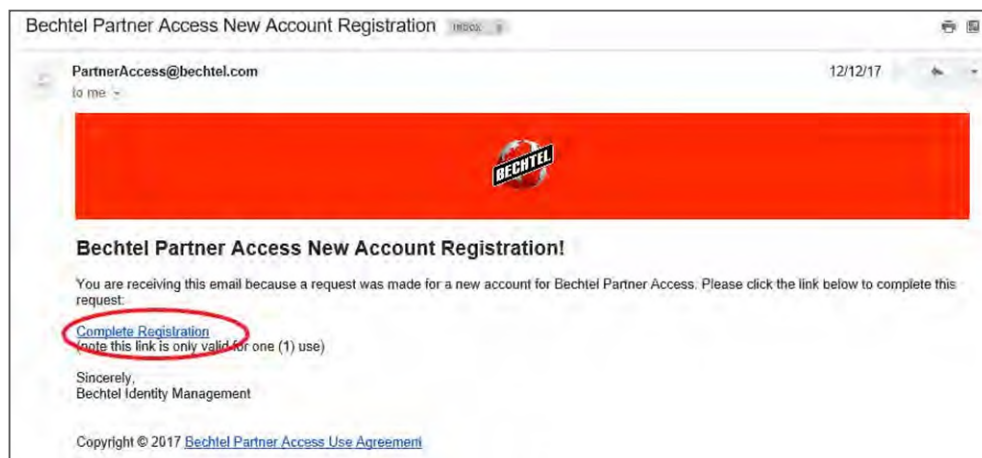 Bechtel Partner Access New Account Registration
PartnerAccess@bechtel.com 12/12/17
to me
BECHTEL
Bechtel Partner Access New Account Registration!
You are receiving this email because a request was made for a new account for Bechtel Partner Access. Please click the link below to complete this
request:
Complete Registration
(note this link is only valid for one (1) use)
Sincerely,
Bechtel Identity Management
Copyright © 2017 Bechtel Partner Access Use Agreement